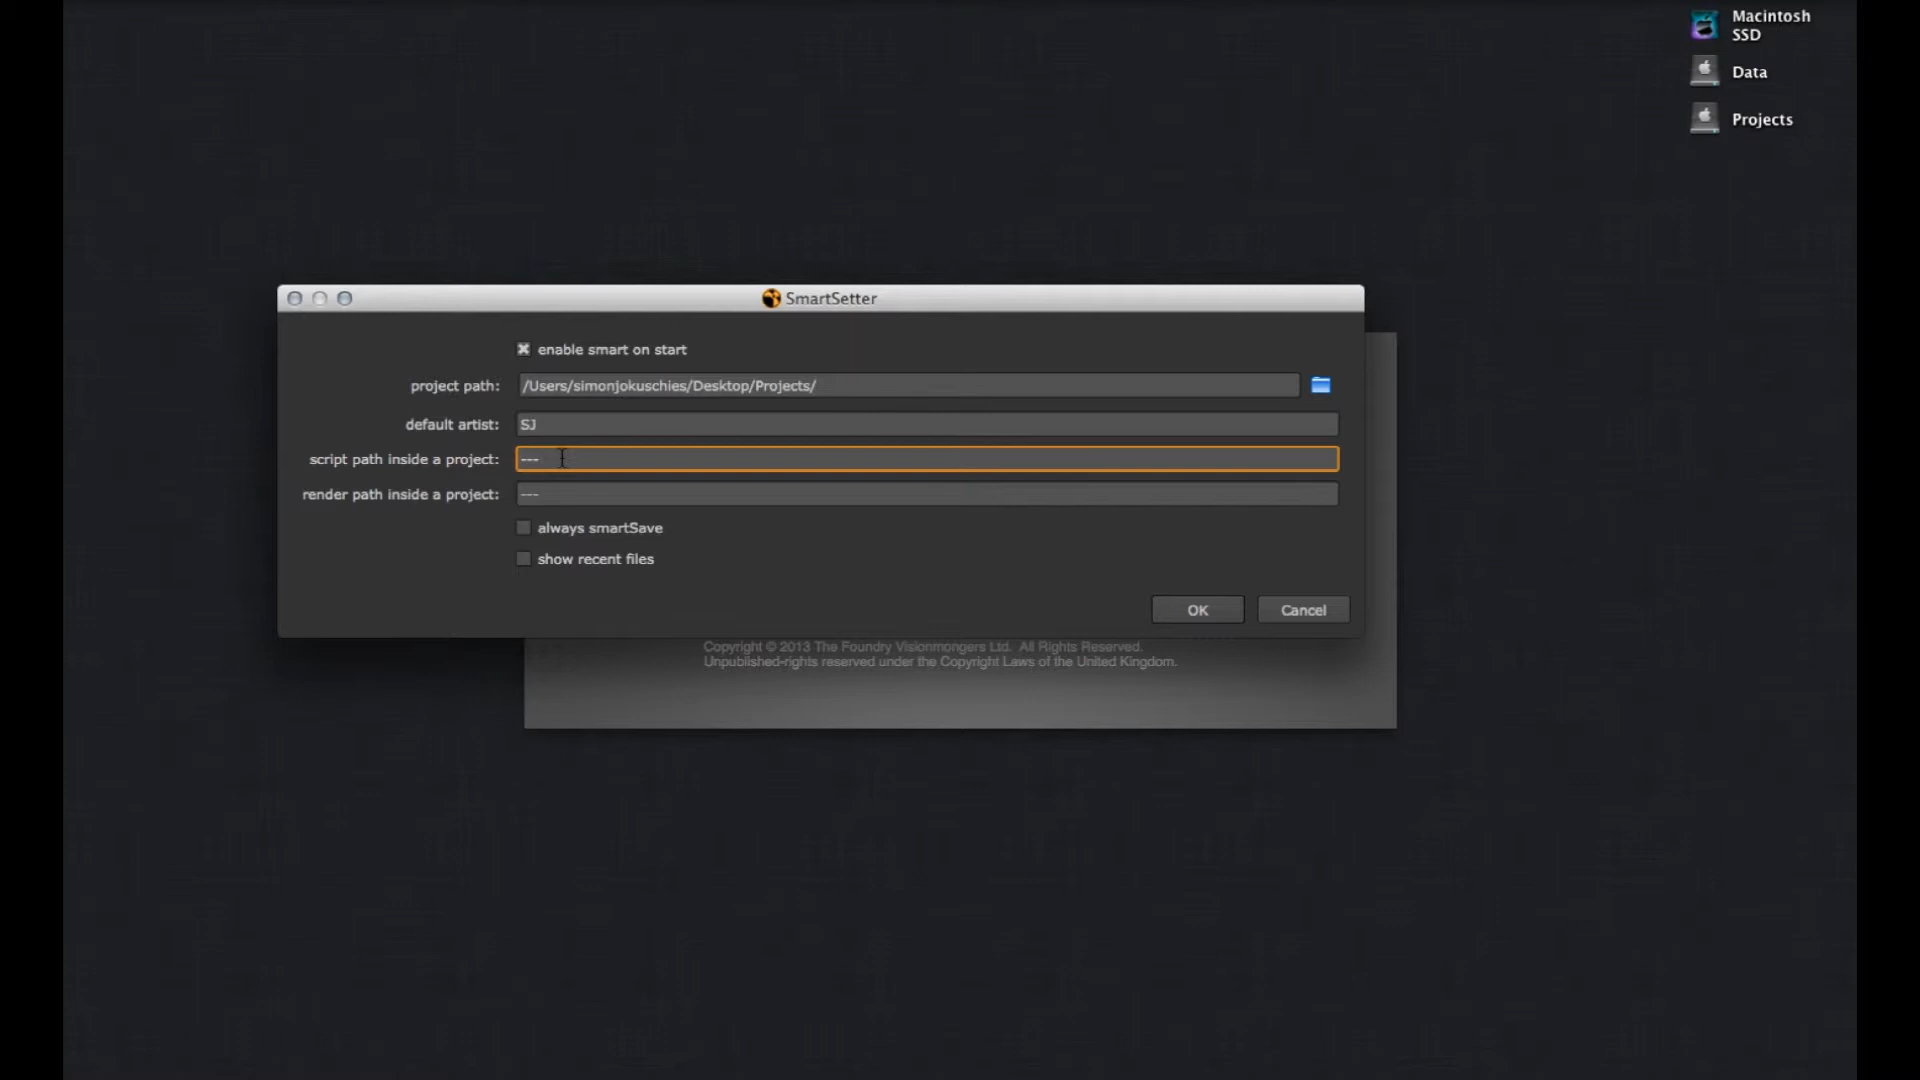 Macintosh
SSD
Data
Projects
SmartSetter
enable smart on start
project path: /Users/simonjokuschies/Desktop/Projects/
default artist: SJ
script path inside a project: ---
render path inside a project: ---
always smartSave
show recent files
OK Cancel
Copyright © 2013 The Foundry Visionmongers Ltd. All Rights Reserved.
Unpublished-rights reserved under the Copyright Laws of the United Kingdom.